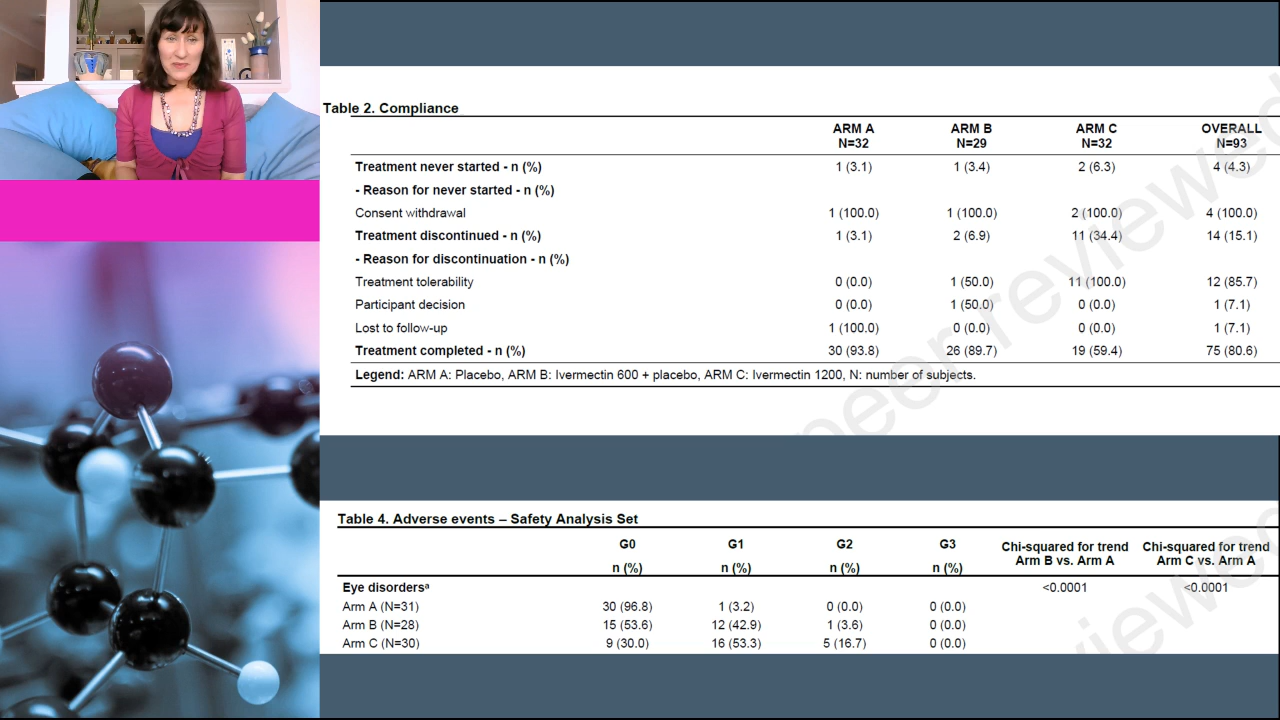 Table 2. Compliance
ARM A ARM B ARM C OVERALL
N=32 N=29 N=32 N=93
Treatment never started - n (%) 1 (3.1) 1 (3.4) 2 (6.3) 4 (4.3)
- Reason for never started - n (%)
Consent withdrawal 1 (100.0) 1 (100.0) 2 (100.0) 4 (100.0)
Treatment discontinued - n (%) 1 (3.1) 2 (6.9) 11 (34.4) 14 (15.1)
- Reason for discontinuation - n (%)
Treatment tolerability 0 (0.0) 1 (50.0) 11 (100.0) 12 (85.7)
Participant decision 0 (0.0) 1 (50.0) 0 (0.0) 1 (7.1)
Lost to follow-up 1 (100.0) 0 (0.0) 0 (0.0) 1 (7.1)
Treatment completed - n (%) 30 (93.8) 26 (89.7) 19 (59.4) 75 (80.6)
Legend: ARM A: Placebo, ARM B: Ivermectin 600 + placebo, ARM C: Ivermectin 1200, N: number of subjects.
peer reviewed
Table 4. Adverse events – Safety Analysis Set
G0 G1 G2 G3 Chi-squared for trend Chi-squared for trend
n (%) n (%) n (%) n (%) Arm B vs. Arm A Arm C vs. Arm A
Eye disordersᵃ <0.0001 <0.0001
Arm A (N=31) 30 (96.8) 1 (3.2) 0 (0.0) 0 (0.0)
Arm B (N=28) 15 (53.6) 12 (42.9) 1 (3.6) 0 (0.0)
Arm C (N=30) 9 (30.0) 16 (53.3) 5 (16.7) 0 (0.0)